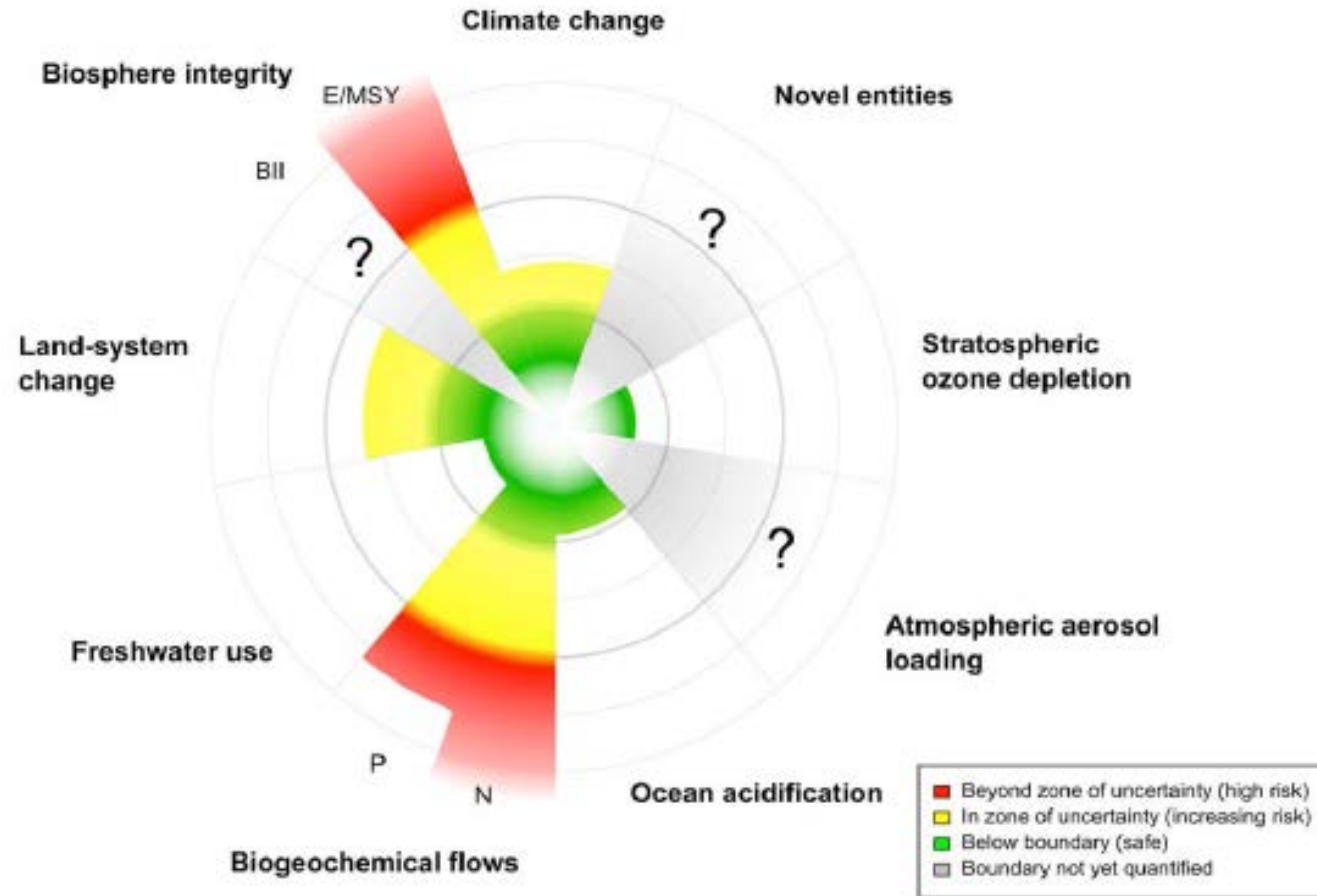 Climate change
Biosphere integrity
E/MSY
Novel entities
BII
?
?
Land-system
change
Stratospheric
ozone depletion
?
Freshwater use
Atmospheric aerosol
loading
P
N
Ocean acidification
Biogeochemical flows
Beyond zone of uncertainty (high risk)
In zone of uncertainty (increasing risk)
Below boundary (safe)
Boundary not yet quantified